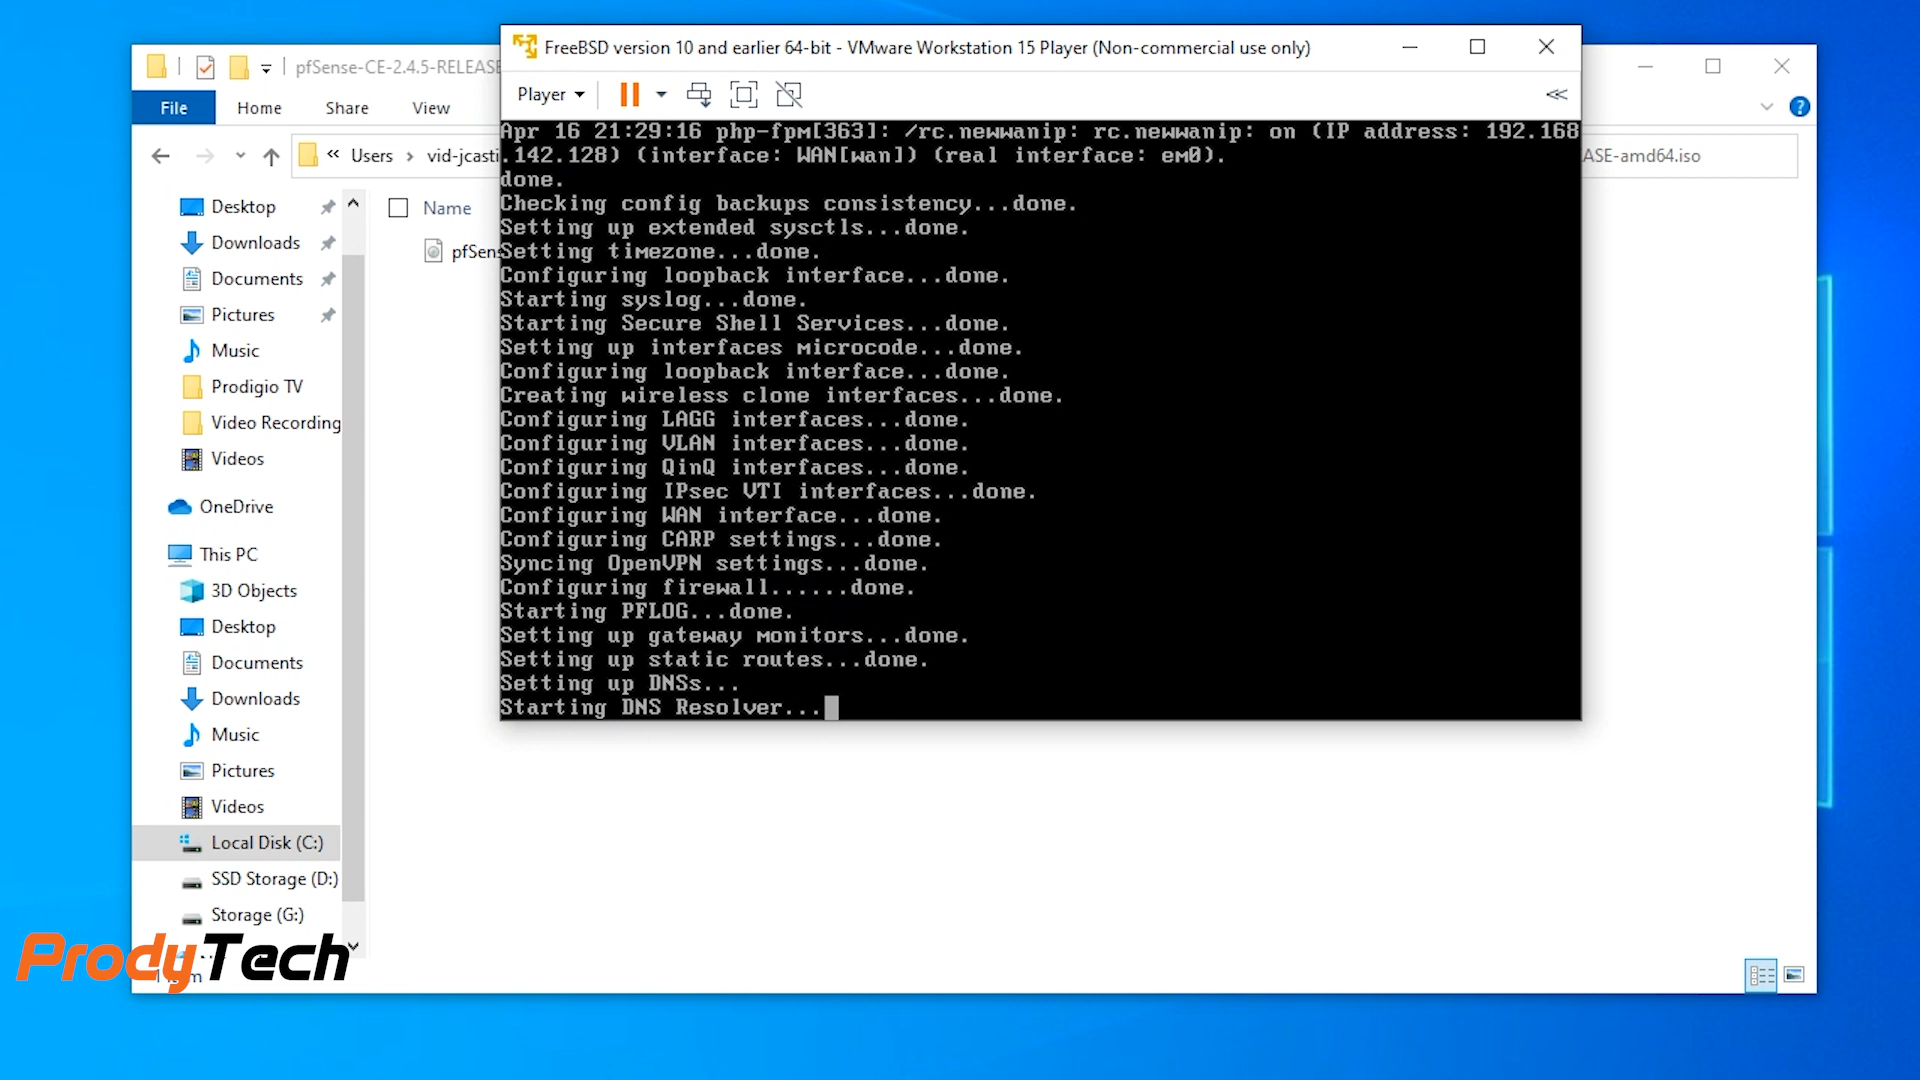 FreeBSD version 10 and earlier 64-bit - VMware Workstation 15 Player (Non-commercial use only)
pfSense-CE-2.4.5-RELEASE
File
Home
Share
View
Player
Users
vid-jcasti
ASE-amd64.iso
Name
pfSens
Desktop
Downloads
Documents
Pictures
Music
Prodigio TV
Video Recording
Videos
OneDrive
This PC
3D Objects
Desktop
Documents
Downloads
Music
Pictures
Videos
Local Disk (C:)
SSD Storage (D:)
Storage (G:)
Apr 16 21:29:16 php-fpm[363]: /rc.newwanip: rc.newwanip: on (IP address: 192.168
.142.128) (interface: WAN[wan]) (real interface: em0).
done.
Checking config backups consistency...done.
Setting up extended sysctls...done.
Setting timezone...done.
Configuring loopback interface...done.
Starting syslog...done.
Starting Secure Shell Services...done.
Setting up interfaces microcode...done.
Configuring loopback interface...done.
Creating wireless clone interfaces...done.
Configuring LAGG interfaces...done.
Configuring VLAN interfaces...done.
Configuring QinQ interfaces...done.
Configuring IPsec VTI interfaces...done.
Configuring WAN interface...done.
Configuring CARP settings...done.
Syncing OpenVPN settings...done.
Configuring firewall......done.
Starting PFLOG...done.
Setting up gateway monitors...done.
Setting up static routes...done.
Setting up DNSs...
Starting DNS Resolver...
ProdyTech